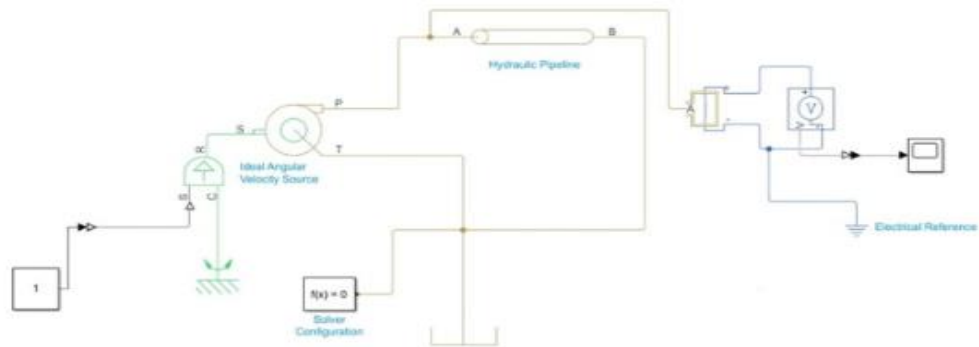 A
B
Hydraulic Pipeline
P
A
+
-
+
V
S
R
Ideal Angular
Velocity Source
T
S
C
Electrical Reference
1
f(x) = 0
Solver
Configuration